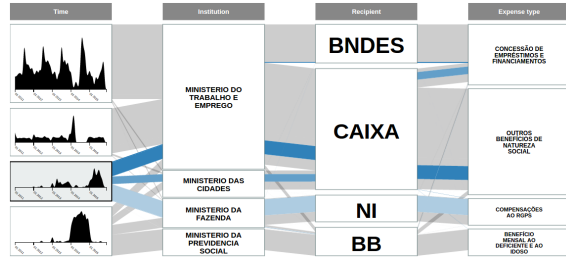 Time
Institution
Recipient
Expense type
MINISTERIO DO
TRABALHO E
EMPREGO
MINISTERIO DAS
CIDADES
MINISTERIO DA
FAZENDA
MINISTERIO DA
PREVIDENCIA
SOCIAL
BNDES
CAIXA
NI
BB
CONCESSÃO DE
EMPRÉSTIMOS E
FINANCIAMENTOS
OUTROS
BENEFÍCIOS DE
NATUREZA
SOCIAL
COMPENSAÇÕES
AO RGPS
BENEFÍCIO
MENSAL AO
DEFICIENTE E AO
IDOSO